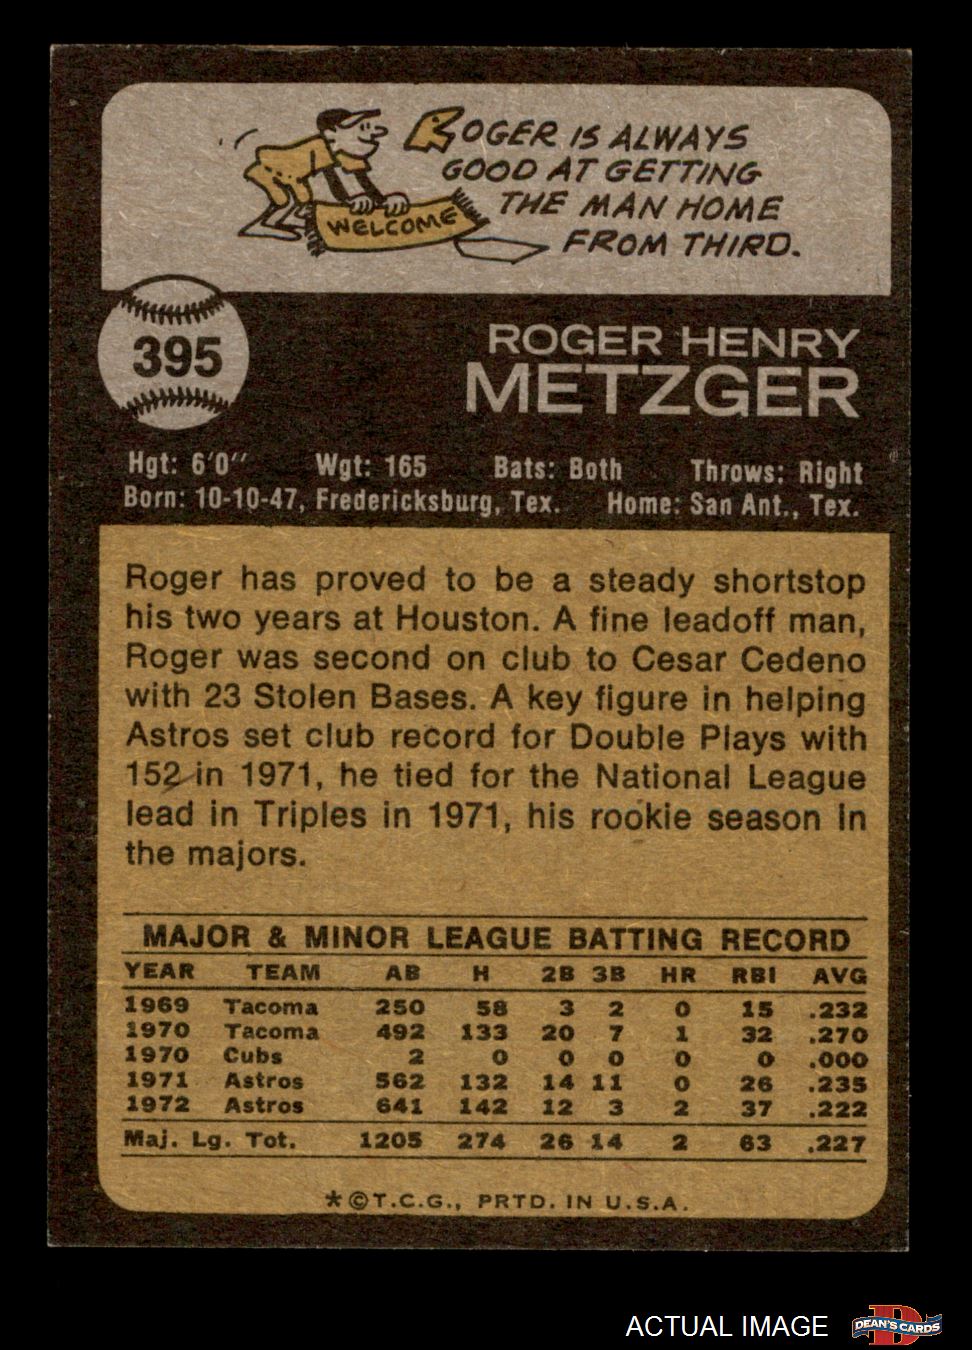 ROGER IS ALWAYS
GOOD AT GETTING
THE MAN HOME
FROM THIRD.
WELCOME
395
ROGER HENRY
METZGER
Hgt: 6'0" Wgt: 165 Bats: Both Throws: Right
Born: 10-10-47, Fredericksburg, Tex. Home: San Ant., Tex.
Roger has proved to be a steady shortstop
his two years at Houston. A fine leadoff man,
Roger was second on club to Cesar Cedeno
with 23 Stolen Bases. A key figure in helping
Astros set club record for Double Plays with
152 in 1971, he tied for the National League
lead in Triples in 1971, his rookie season in
the majors.
MAJOR & MINOR LEAGUE BATTING RECORD
YEAR TEAM AB H 2B 3B HR RBI AVG
1969 Tacoma 250 58 3 2 0 15 .232
1970 Tacoma 492 133 20 7 1 32 .270
1970 Cubs 2 0 0 0 0 0 .000
1971 Astros 562 132 14 11 0 26 .235
1972 Astros 641 142 12 3 2 37 .222
Maj. Lg. Tot. 1205 274 26 14 2 63 .227
*©T.C.G., PRTD. IN U.S.A.
ACTUAL IMAGE
D
DEAN'S CARDS